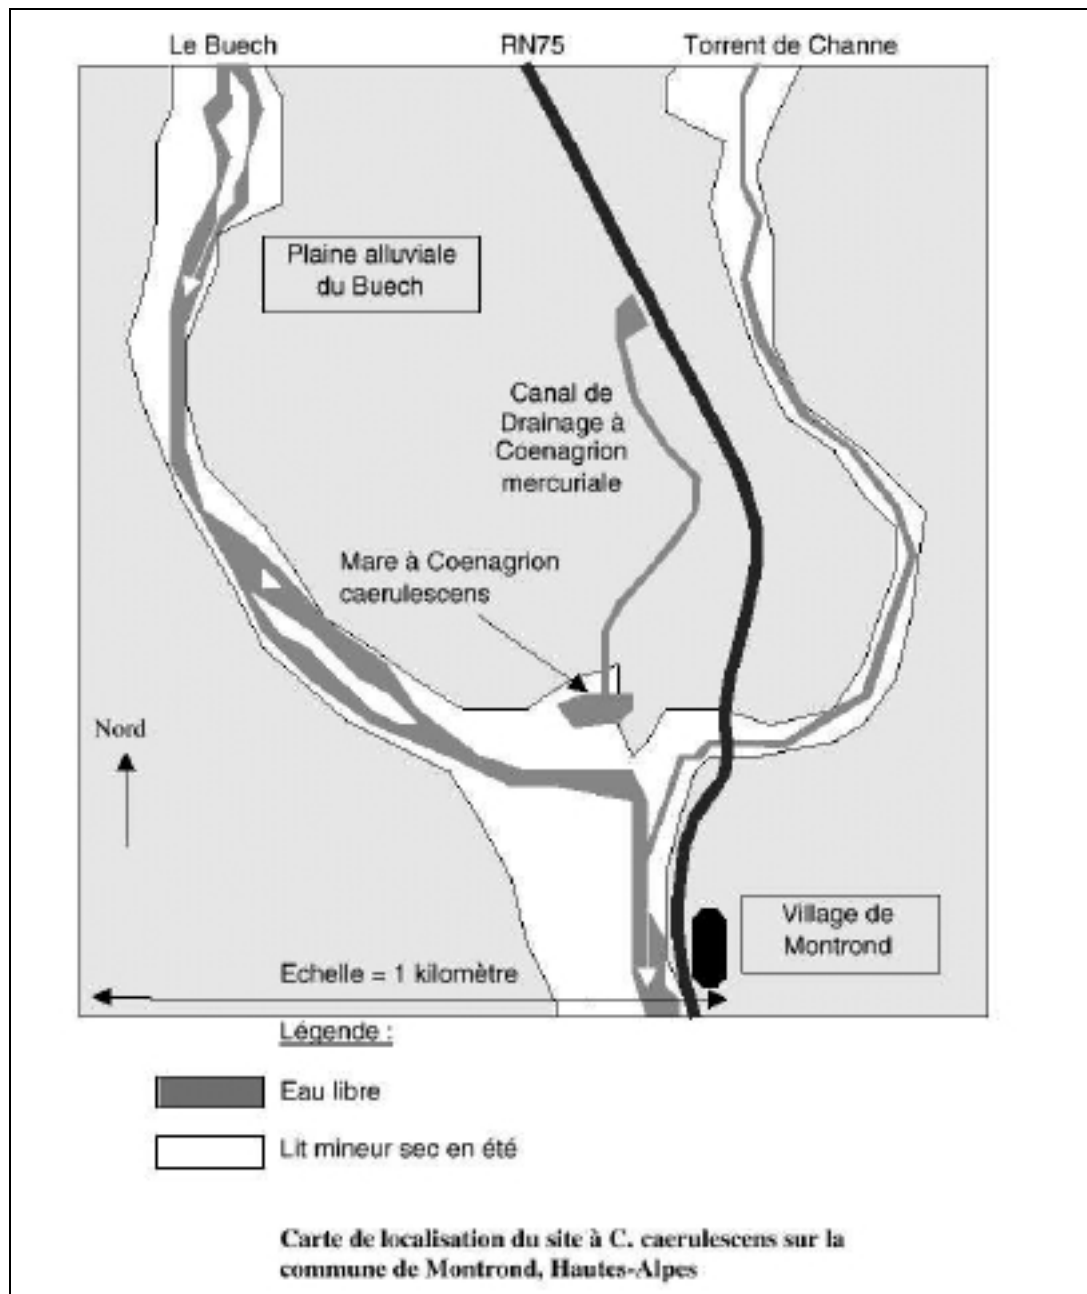 Le Buech
RN75
Torrent de Channe
Plaine alluviale
du Buech
Canal de
Drainage à
Coenagrion
mercuriale
Mare à Coenagrion
caerulescens
Nord
Village de
Montrond
Echelle = 1 kilomètre
Légende :
Eau libre
Lit mineur sec en été
Carte de localisation du site à C. caerulescens sur la
commune de Montrond, Hautes-Alpes